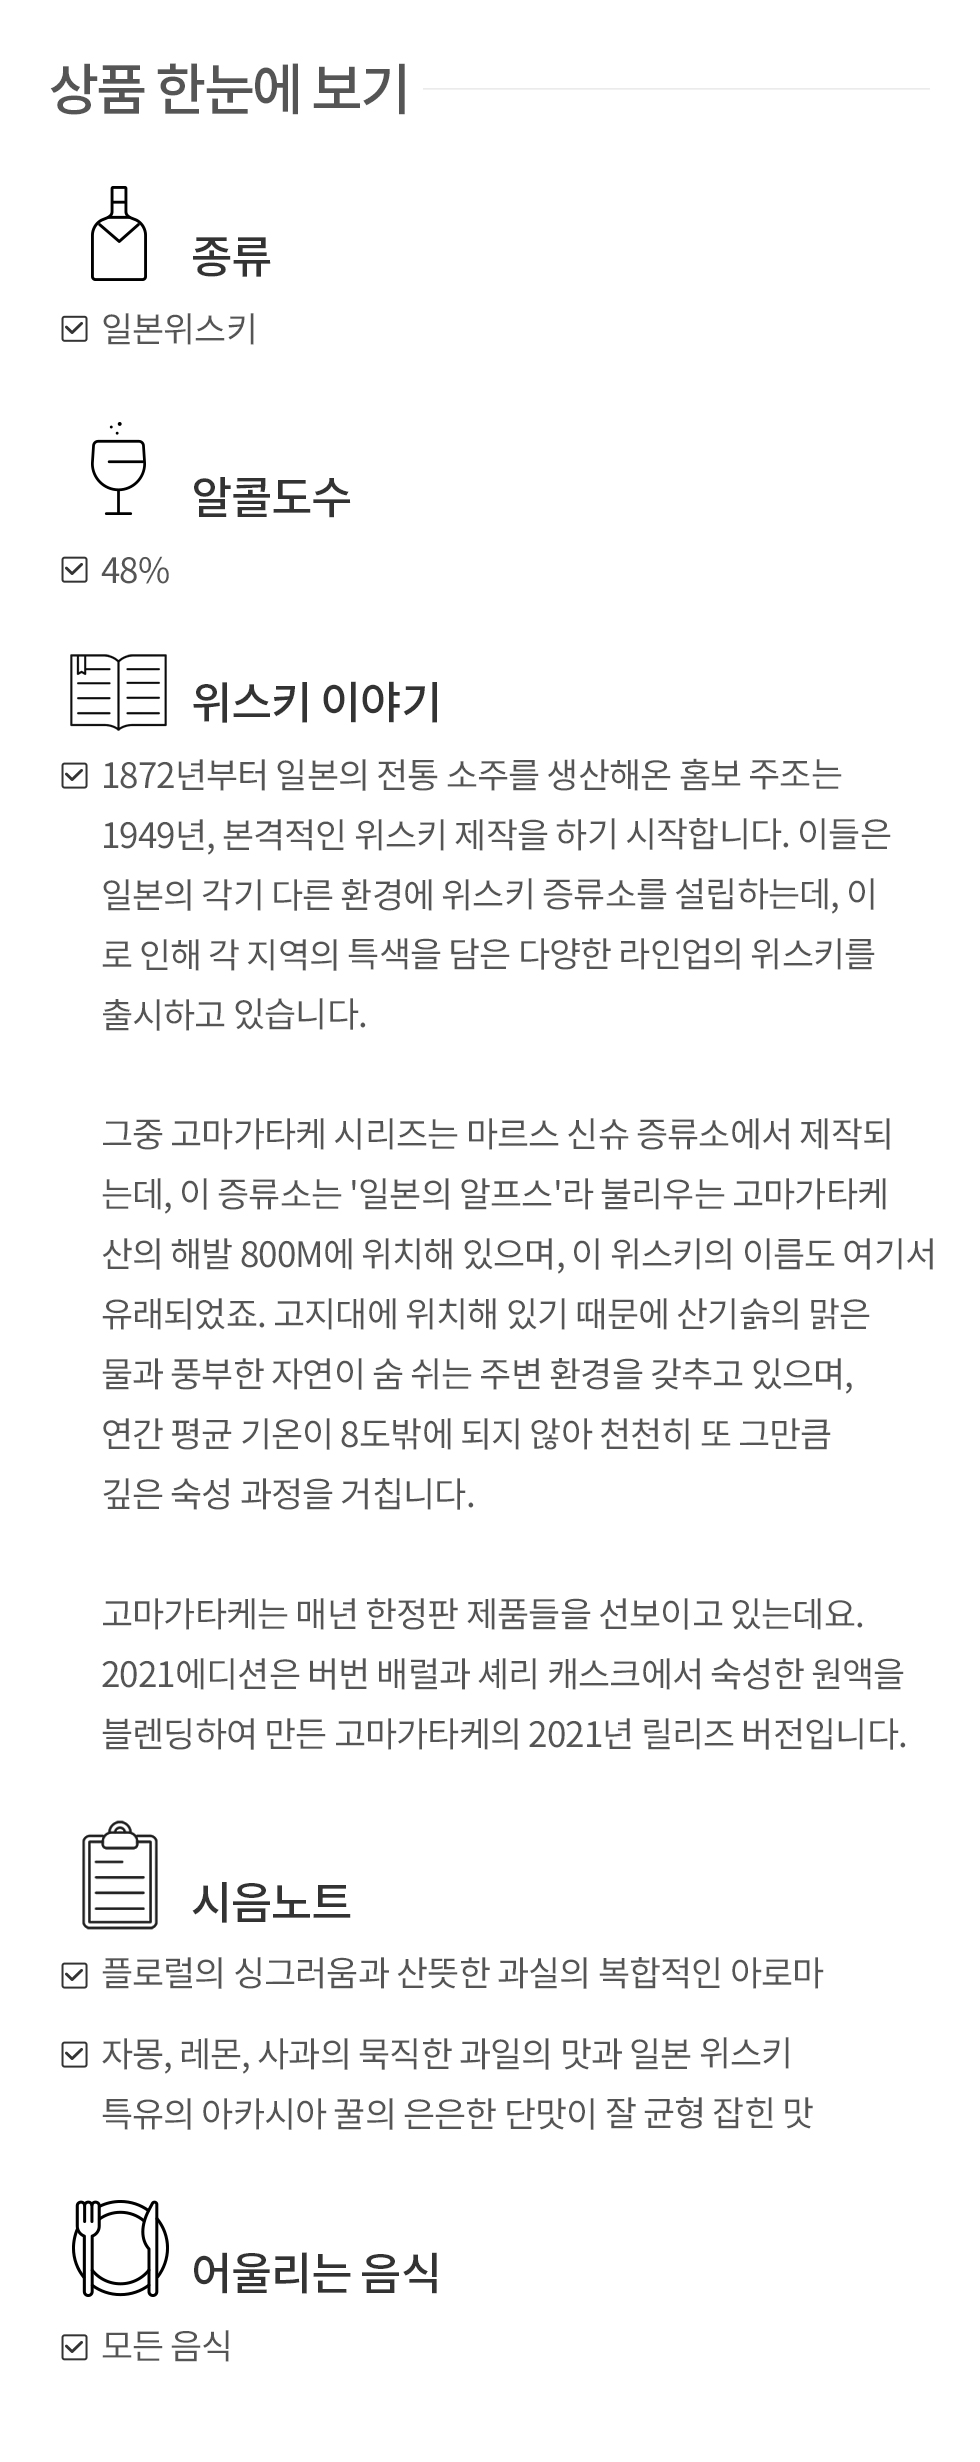 상품 한눈에 보기
종류
일본위스키
알콜도수
48%
위스키 이야기
1872년부터 일본의 전통 소주를 생산해온 홈보 주조는
1949년, 본격적인 위스키 제작을 하기 시작합니다. 이들은
일본의 각기 다른 환경에 위스키 증류소를 설립하는데, 이
로 인해 각 지역의 특색을 담은 다양한 라인업의 위스키를
출시하고 있습니다.
그중 고마가타케 시리즈는 마르스 신슈 증류소에서 제작되
는데, 이 증류소는 '일본의 알프스'라 불리우는 고마가타케
산의 해발 800M에 위치해 있으며, 이 위스키의 이름도 여기서
유래되었죠. 고지대에 위치해 있기 때문에 산기슭의 맑은
물과 풍부한 자연이 숨 쉬는 주변 환경을 갖추고 있으며,
연간 평균 기온이 8도밖에 되지 않아 천천히 또 그만큼
깊은 숙성 과정을 거칩니다.
고마가타케는 매년 한정판 제품들을 선보이고 있는데요.
2021에디션은 버번 배럴과 셰리 캐스크에서 숙성한 원액을
블렌딩하여 만든 고마가타케의 2021년 릴리즈 버전입니다.
시음노트
플로럴의 싱그러움과 산뜻한 과실의 복합적인 아로마
자몽, 레몬, 사과의 묵직한 과일의 맛과 일본 위스키
특유의 아카시아 꿀의 은은한 단맛이 잘 균형 잡힌 맛
어울리는 음식
모든 음식